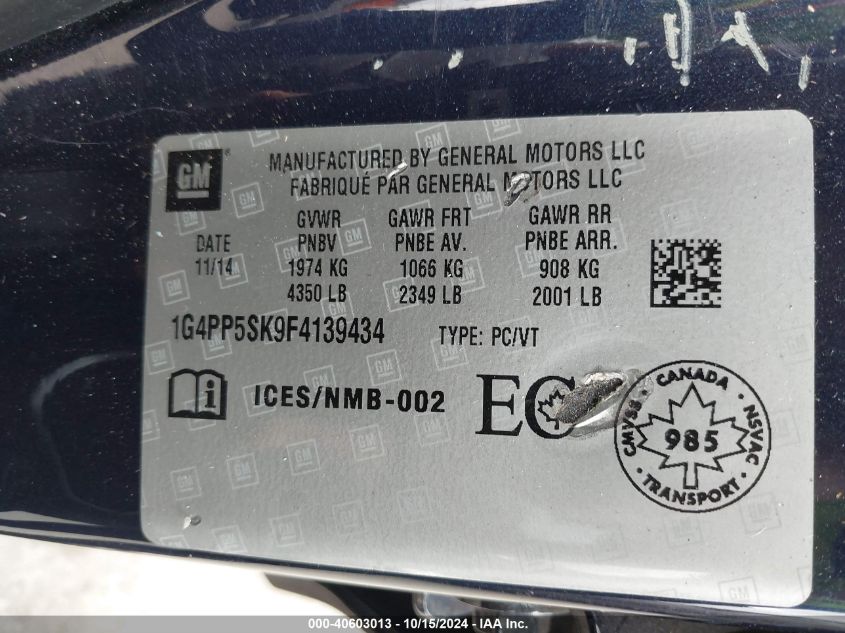 GM
MANUFACTURED BY GENERAL MOTORS LLC
FABRIQUÉ PAR GENERAL MOTORS LLC
GVWR GAWR FRT GAWR RR
DATE PNBV PNBE AV. PNBE ARR.
11/14 1974 KG 1066 KG 908 KG
4350 LB 2349 LB 2001 LB
1G4PP5SK9F4139434 TYPE: PC/VT
ICES/NMB-002
CANADA
CMVSS 985 NSVAC
TRANSPORT
000-40603013 - 10/15/2024 - IAA Inc.